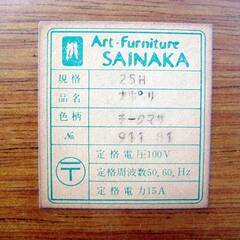 Art-Furniture
SAINAKA
規格 25H
品名 ナポリ
色柄 チークマサ
№ 911 81
定格電圧100V
定格周波数50,60,Hz
定格電力15A